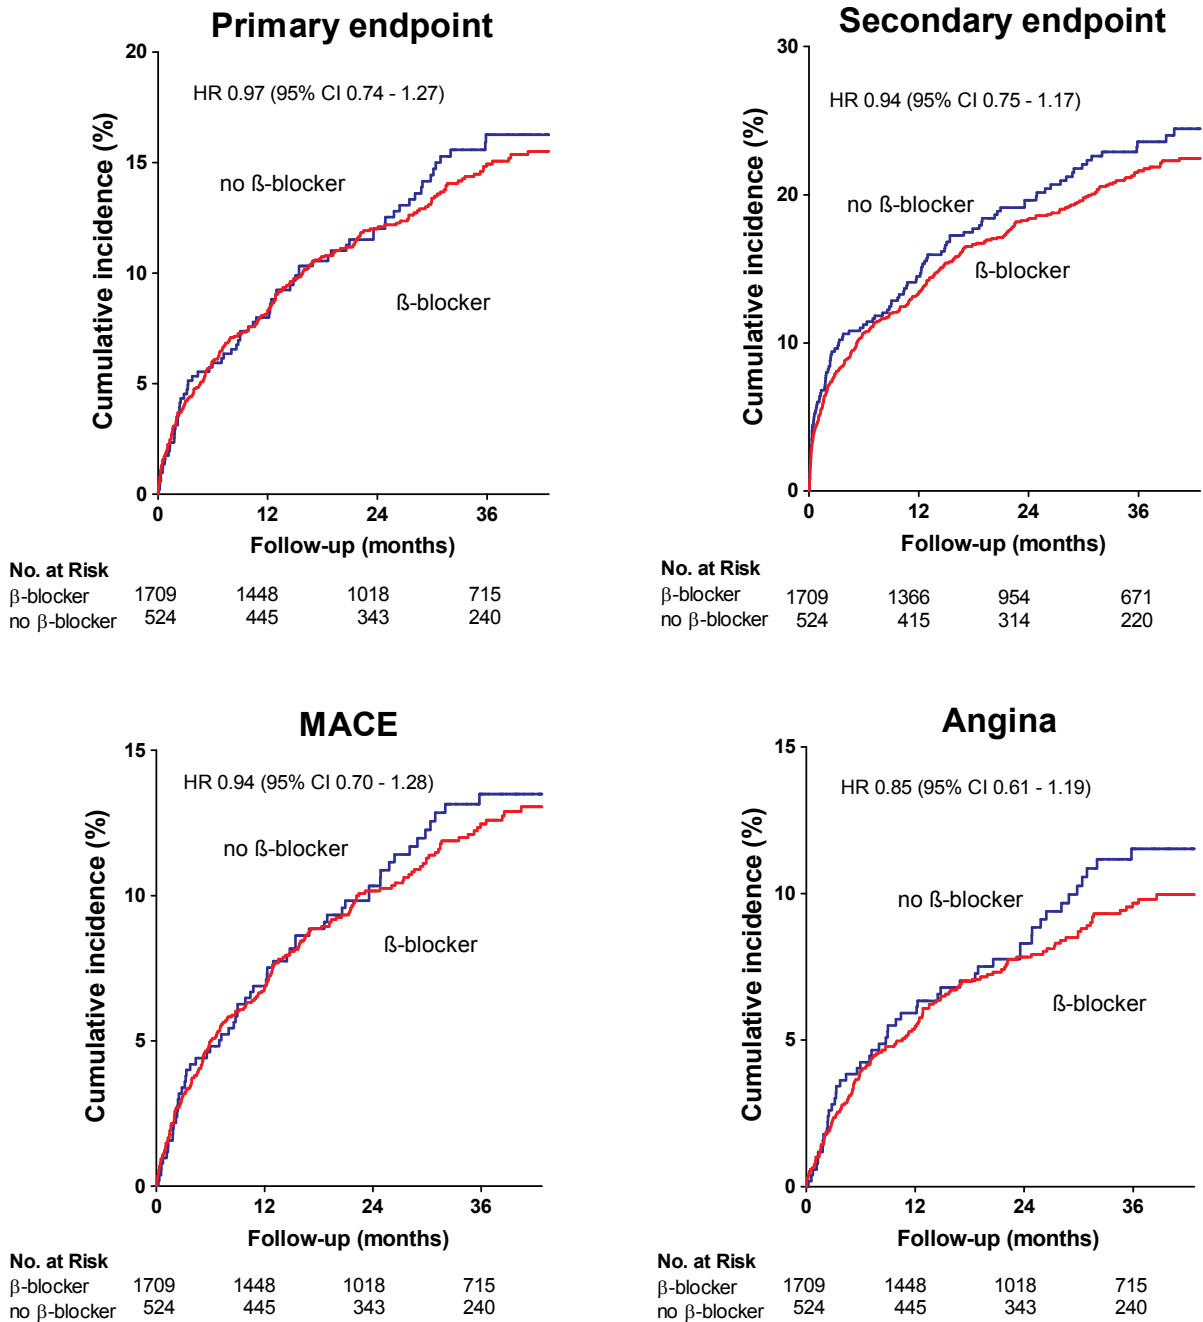 Primary endpoint
20
15
10
5
0
Cumulative incidence (%)
HR 0.97 (95% CI 0.74 - 1.27)
no ß-blocker
ß-blocker
0 12 24 36
Follow-up (months)
No. at Risk
β-blocker 1709 1448 1018 715
no β-blocker 524 445 343 240
Secondary endpoint
30
20
10
0
Cumulative incidence (%)
HR 0.94 (95% CI 0.75 - 1.17)
no ß-blocker
ß-blocker
0 12 24 36
Follow-up (months)
No. at Risk
β-blocker 1709 1366 954 671
no β-blocker 524 415 314 220
MACE
15
10
5
0
Cumulative incidence (%)
HR 0.94 (95% CI 0.70 - 1.28)
no ß-blocker
ß-blocker
0 12 24 36
Follow-up (months)
No. at Risk
β-blocker 1709 1448 1018 715
no β-blocker 524 445 343 240
Angina
15
10
5
0
Cumulative incidence (%)
HR 0.85 (95% CI 0.61 - 1.19)
no ß-blocker
ß-blocker
0 12 24 36
Follow-up (months)
No. at Risk
β-blocker 1709 1448 1018 715
no β-blocker 524 445 343 240